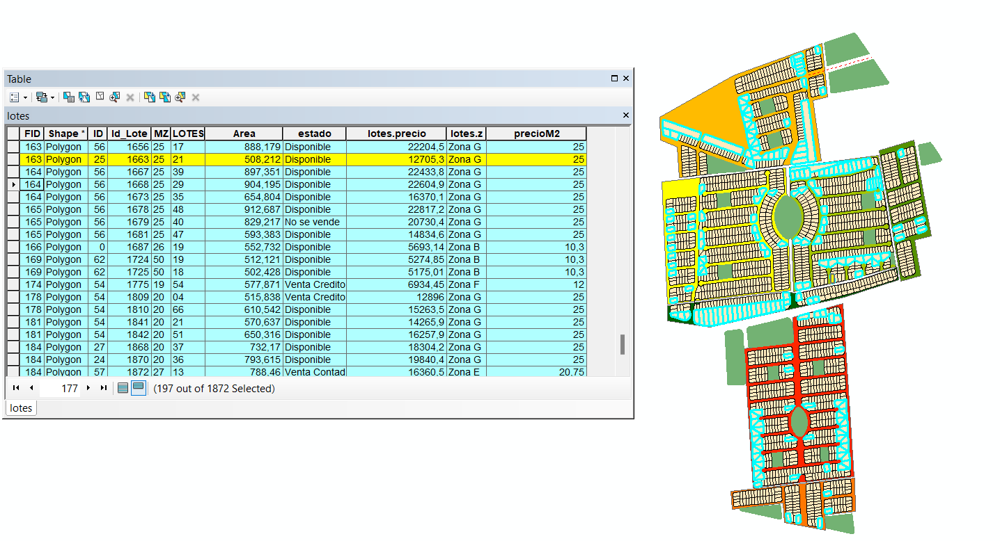 Table
lotes
FID Shape * ID Id_Lote MZ LOTES Area estado lotes.precio lotes.z precioM2
163 Polygon 56 1656 25 17 888,179 Disponible 22204,5 Zona G 25
163 Polygon 25 1663 25 21 508,212 Disponible 12705,3 Zona G 25
164 Polygon 56 1667 25 39 897,351 Disponible 22433,8 Zona G 25
164 Polygon 56 1668 25 29 904,195 Disponible 22604,9 Zona G 25
164 Polygon 56 1673 25 35 654,804 Disponible 16370,1 Zona G 25
165 Polygon 56 1678 25 48 912,687 Disponible 22817,2 Zona G 25
165 Polygon 56 1679 25 40 829,217 No se vende 20730,4 Zona G 25
165 Polygon 56 1681 25 47 593,383 Disponible 14834,6 Zona G 25
166 Polygon 0 1687 26 19 552,732 Disponible 5693,14 Zona B 10,3
169 Polygon 62 1724 50 19 512,121 Disponible 5274,85 Zona B 10,3
169 Polygon 62 1725 50 18 502,428 Disponible 5175,01 Zona B 10,3
174 Polygon 54 1775 19 54 577,871 Venta Credito 6934,45 Zona F 12
178 Polygon 54 1809 20 04 515,838 Venta Credito 12896 Zona G 25
178 Polygon 54 1810 20 66 610,542 Disponible 15263,5 Zona G 25
181 Polygon 54 1841 20 21 570,637 Disponible 14265,9 Zona G 25
181 Polygon 54 1842 20 51 650,316 Disponible 16257,9 Zona G 25
184 Polygon 27 1868 20 37 732,17 Disponible 18304,2 Zona G 25
184 Polygon 24 1870 20 36 793,615 Disponible 19840,4 Zona G 25
184 Polygon 57 1872 27 13 788,46 Venta Contad 16360,5 Zona E 20,75
177 (197 out of 1872 Selected)
lotes